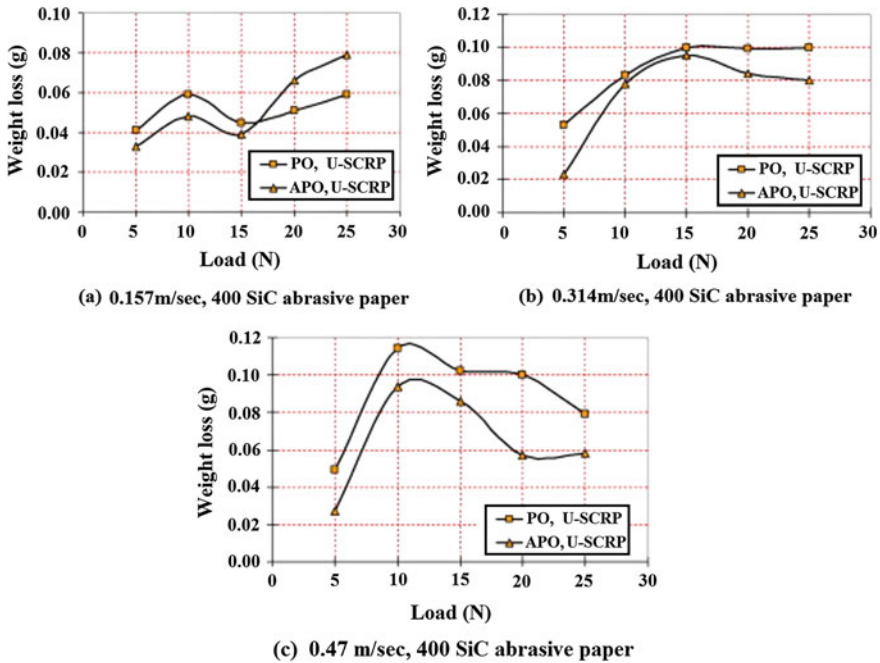 Weight loss (g)
0.10
0.08
0.06
0.04
0.02
0.00
PO, U-SCRP
APO,U-SCRP
0 5 10 15 20 25 30
Load (N)
(a) 0.157m/sec, 400 SiC abrasive paper
Weight loss (g)
0.12
0.10
0.08
0.06
0.04
0.02
0.00
PO, U-SCRP
APO,U-SCRP
0 5 10 15 20 25 30
Load (N)
(b) 0.314m/sec, 400 SiC abrasive paper
Weight loss (g)
0.12
0.10
0.08
0.06
0.04
0.02
0.00
PO, U-SCRP
APO,U-SCRP
0 5 10 15 20 25 30
Load (N)
(c) 0.47 m/sec, 400 SiC abrasive paper